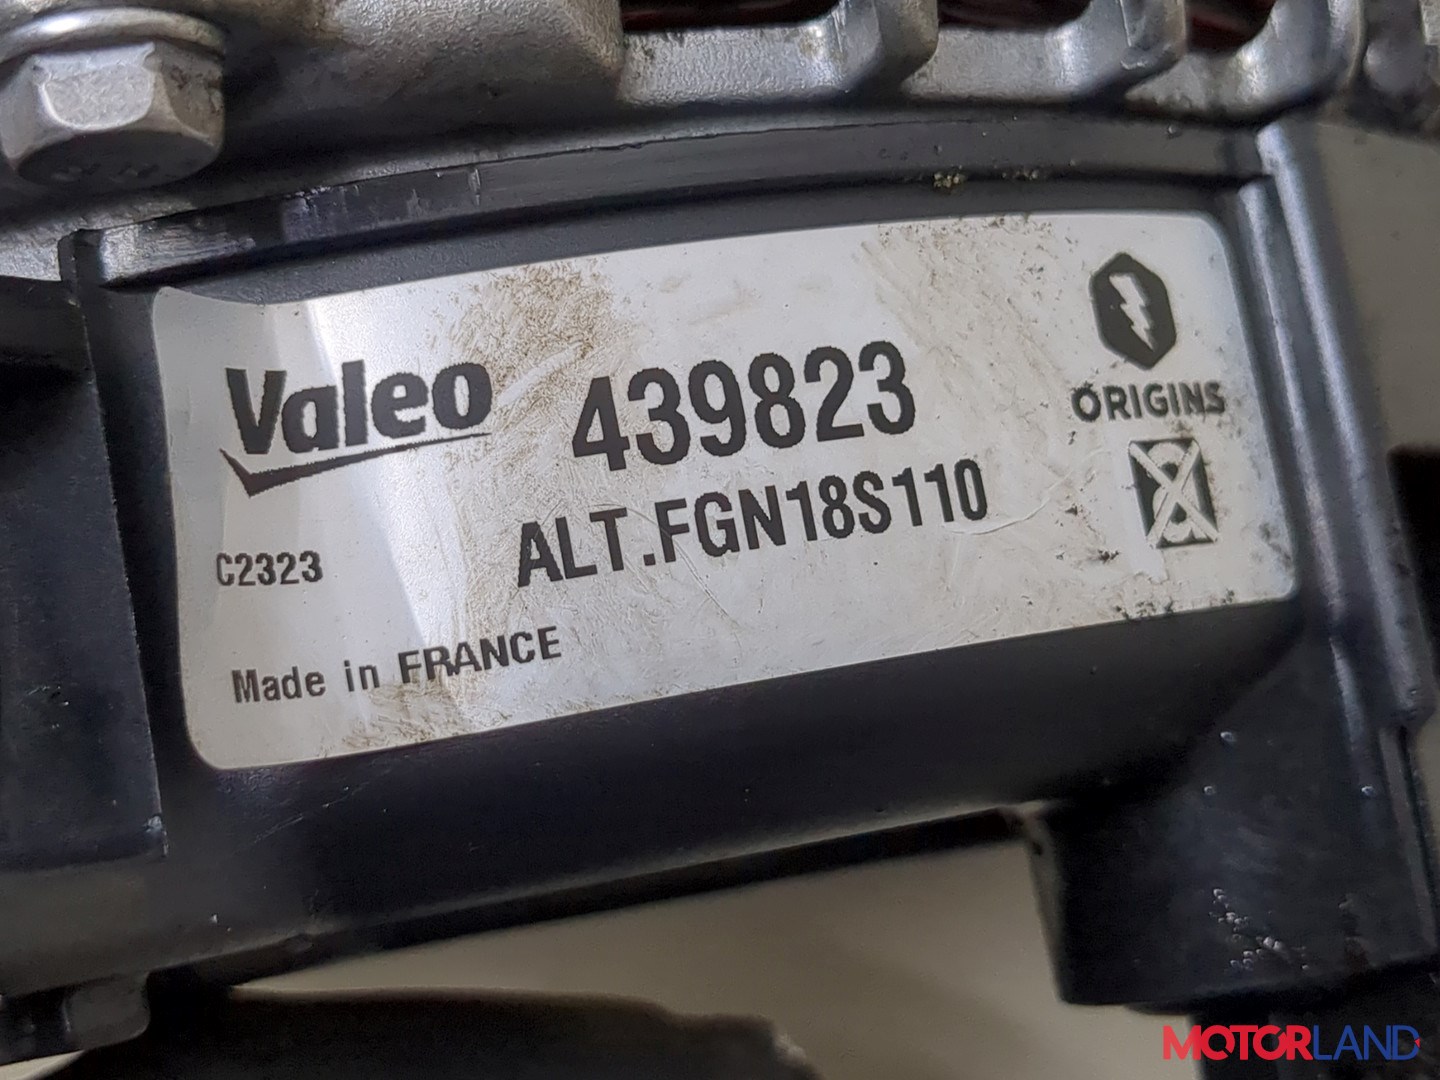 Valeo
439823
ORIGINS
ALT.FGN18S110
C2323
Made in FRANCE
MOTORLAND